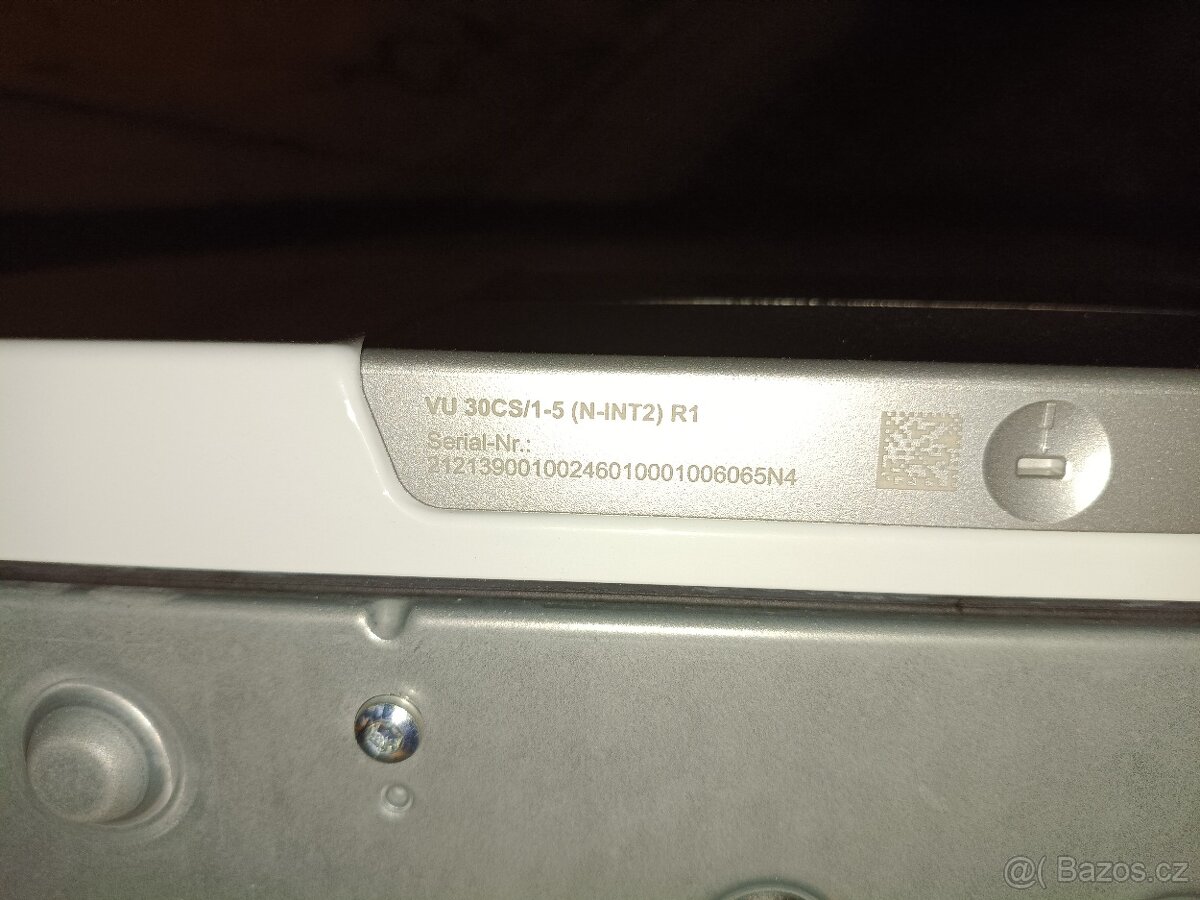 VU 30CS/1-5 (N-INT2) R1
Serial-Nr.:
21213900100246010001006065N4
@( Bazos.cz